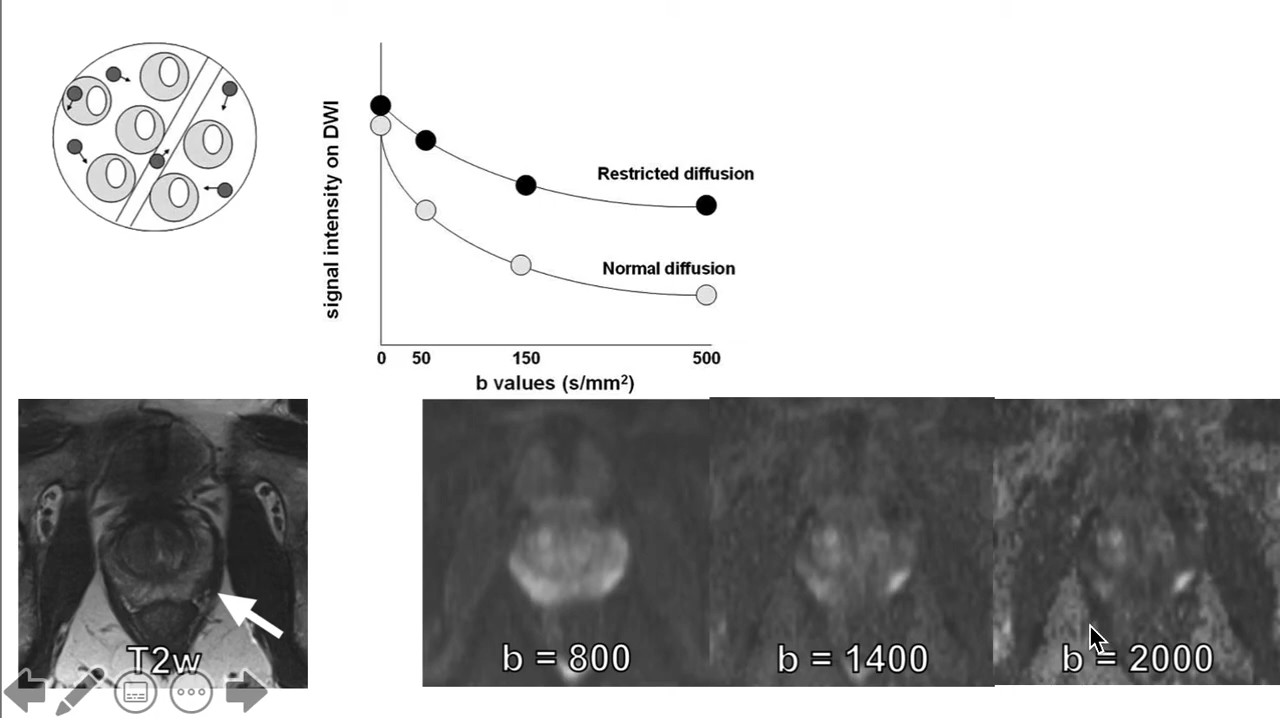 signal intensity on DWI
Restricted diffusion
Normal diffusion
0 50 150 500
b values (s/mm²)
T2w
b = 800
b = 1400
b = 2000